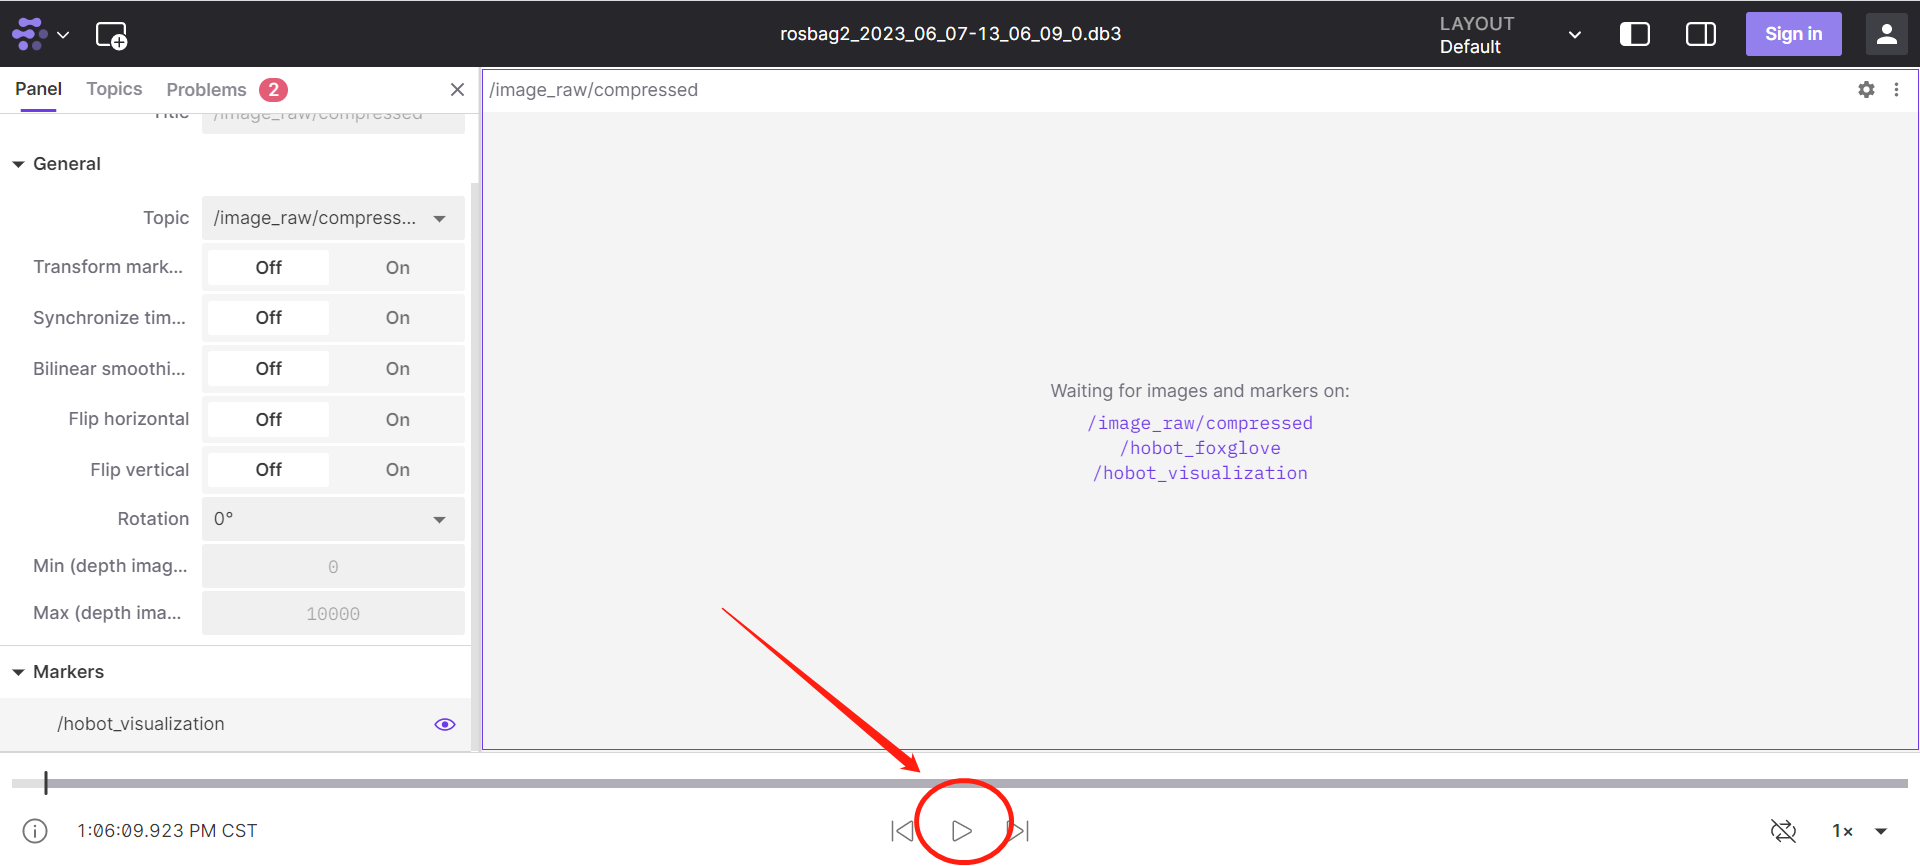 rosbag2_2023_06_07-13_06_09_0.db3
LAYOUT
Default
Sign in
Panel
Topics
Problems
2
/image_raw/compressed
Title
/image_raw/compressed
General
Topic
/image_raw/compress...
Transform mark...
Off
On
Synchronize tim...
Off
On
Bilinear smoothi...
Off
On
Flip horizontal
Off
On
Flip vertical
Off
On
Rotation
0°
Min (depth imag...
0
Max (depth ima...
10000
Markers
/hobot_visualization
Waiting for images and markers on:
/image_raw/compressed
/hobot_foxglove
/hobot_visualization
1:06:09.923 PM CST
1×